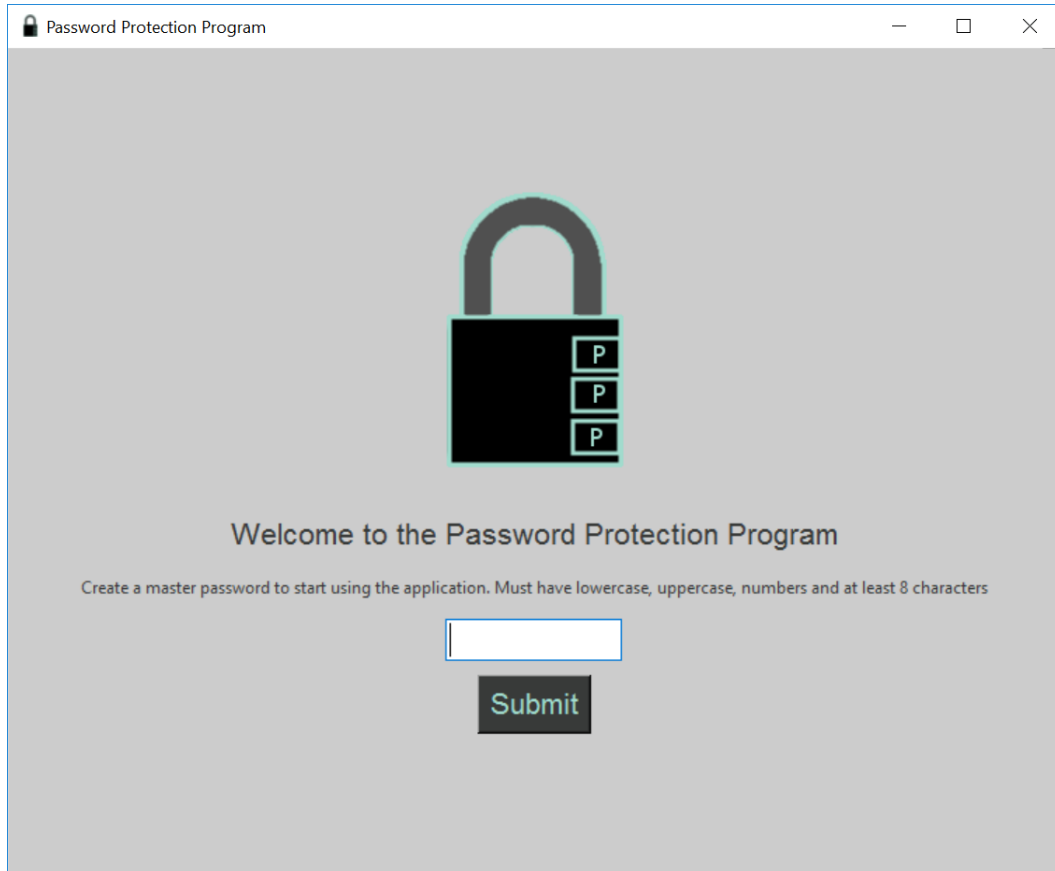 Password Protection Program
P
P
P
Welcome to the Password Protection Program
Create a master password to start using the application. Must have lowercase, uppercase, numbers and at least 8 characters
Submit